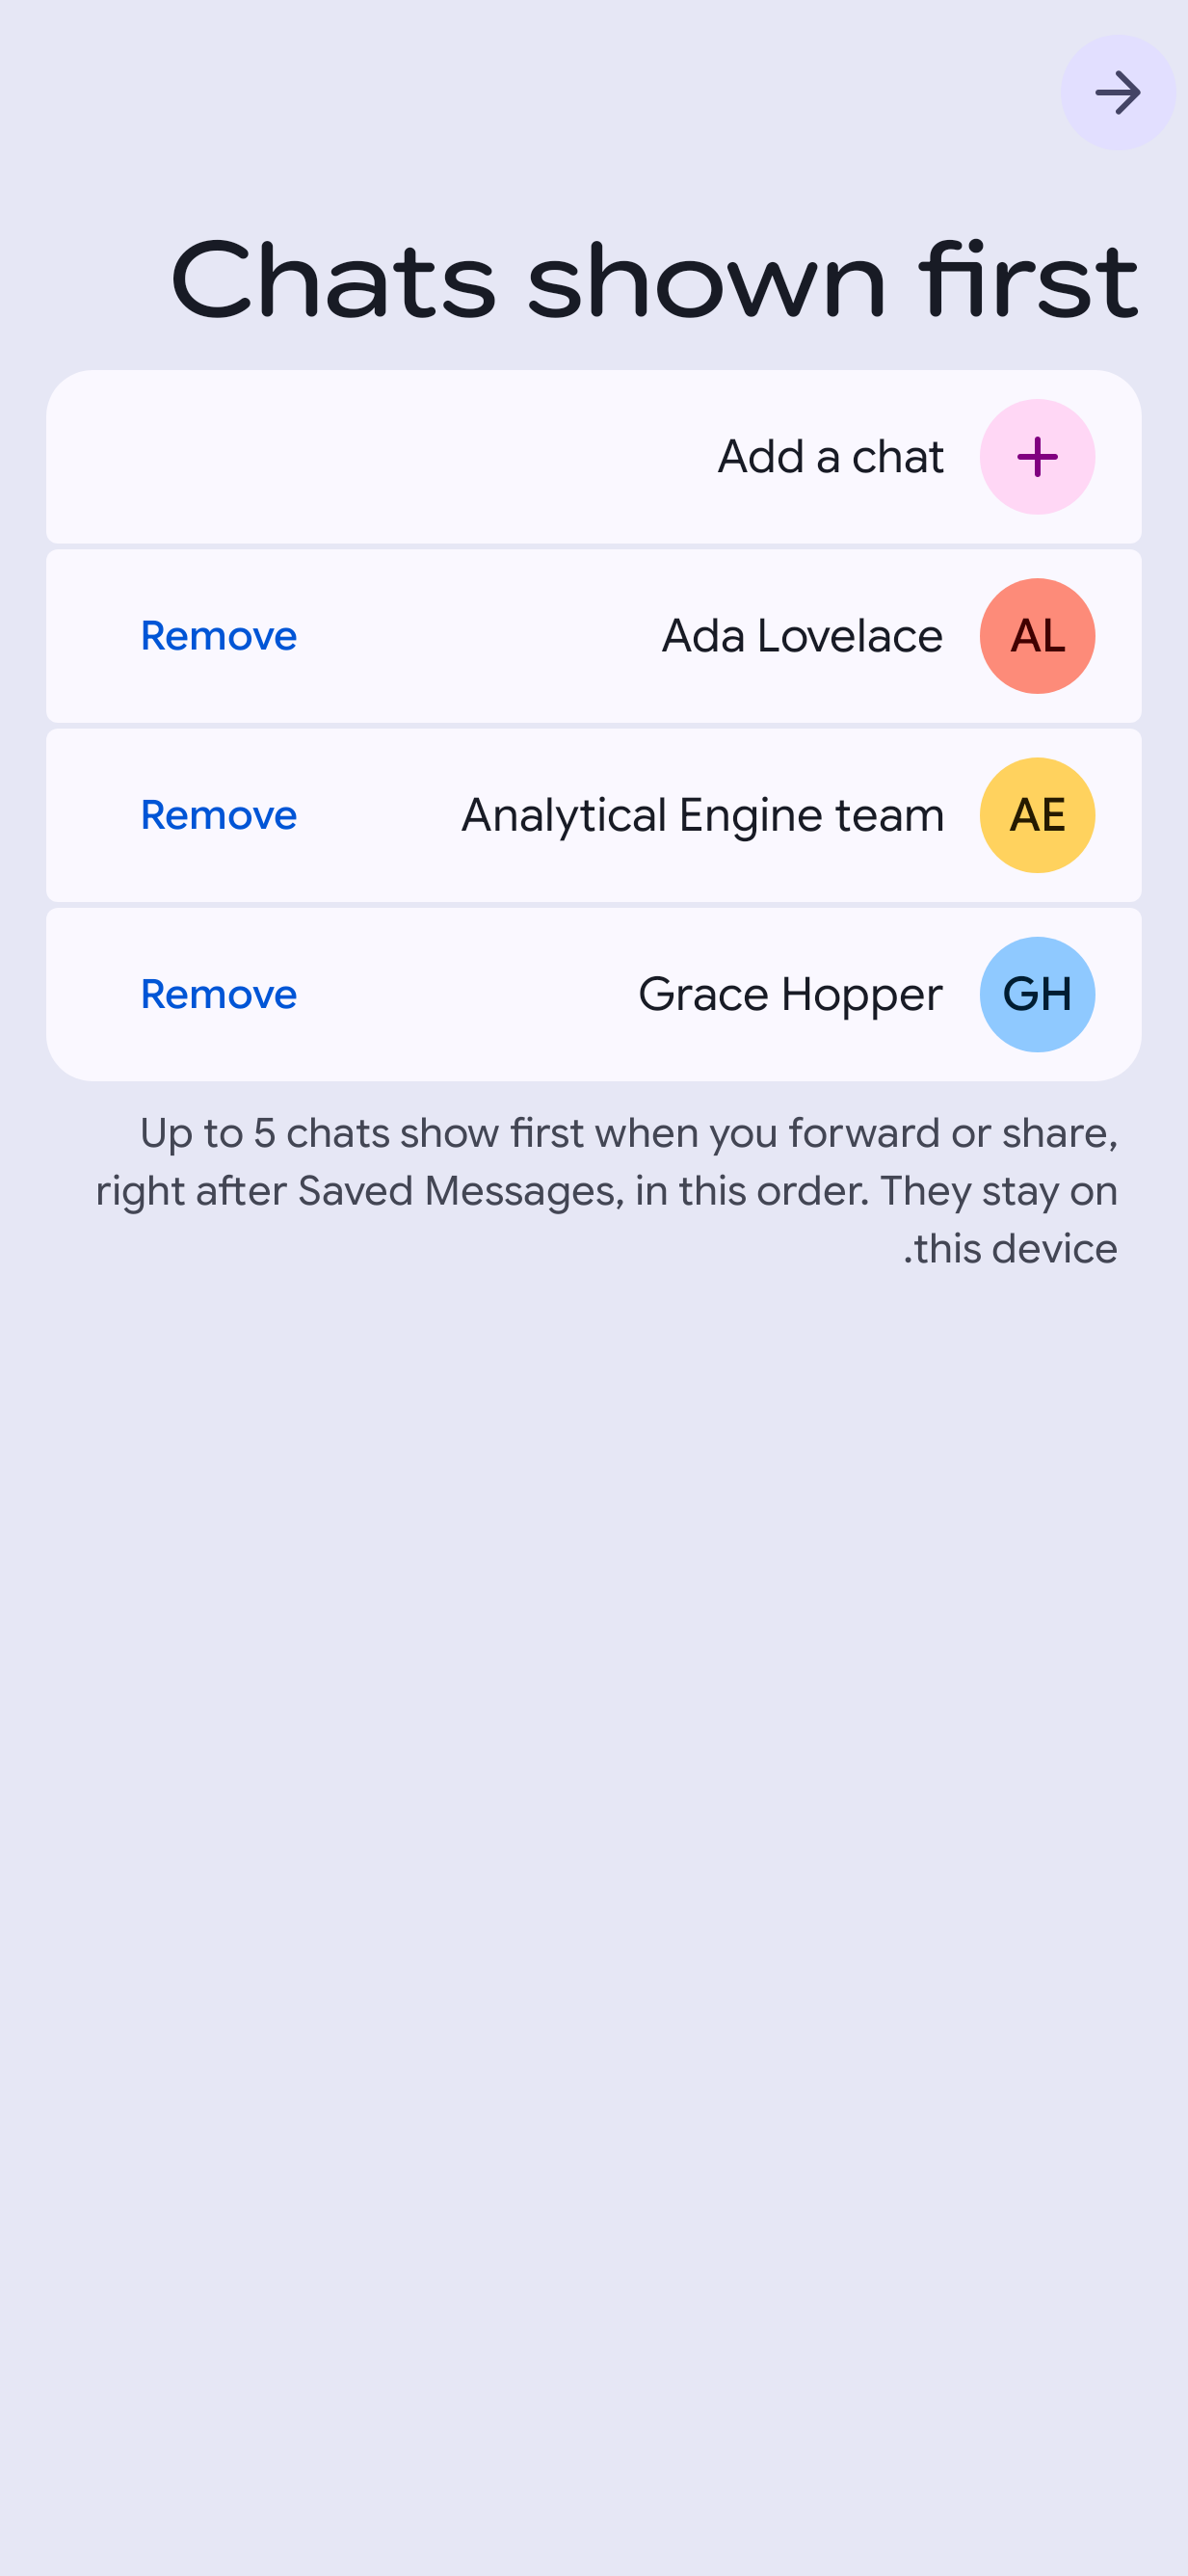 Chats shown first
Add a chat
AL Ada Lovelace Remove
AE Analytical Engine team Remove
GH Grace Hopper Remove
Up to 5 chats show first when you forward or share,
right after Saved Messages, in this order. They stay on
.this device